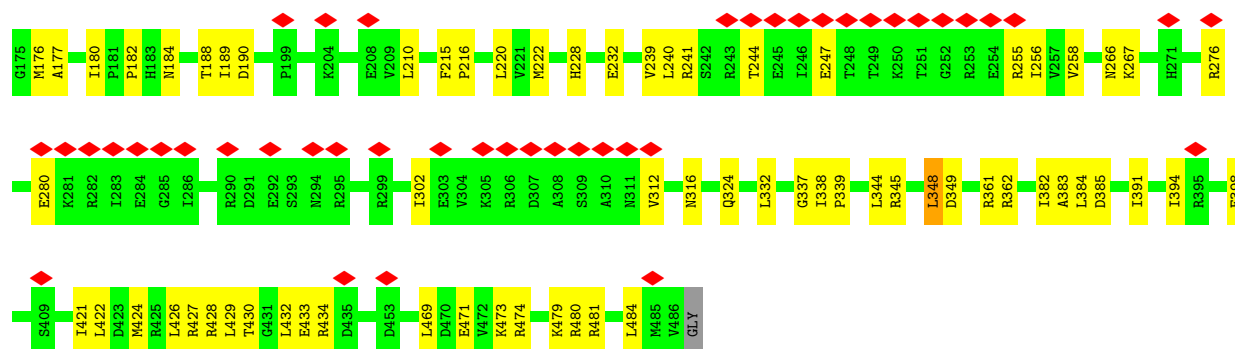 G175 M176 A177 I180 P181 P182 H183 N184 T188 I189 D190 P199 K204 E208 V209 L210 F215 P216 L220 V221 M222 H228 E232 V239 L240 R241 S242 R243 T244 E245 I246 E247 T248 T249 K250 T251 G252 R253 E254 R255 I256 V257 V258 N266 K267 H271 R276
E280 K281 R282 I283 E284 G285 I286 R290 D291 E292 S293 N294 R295 R299 I302 E303 V304 K305 R306 D307 A308 S309 A310 N311 V312 N316 Q324 L332 G337 I338 P339 L344 R345 L348 D349 R361 R362 I382 A383 L384 D385 I391 I394 R395
S409 I421 L422 D423 M424 R425 L426 R427 R428 L429 T430 G431 L432 E433 R434 D435 D453 L469 D470 E471 V472 K473 R474 K479 R480 R481 L484 M485 V486 GLY